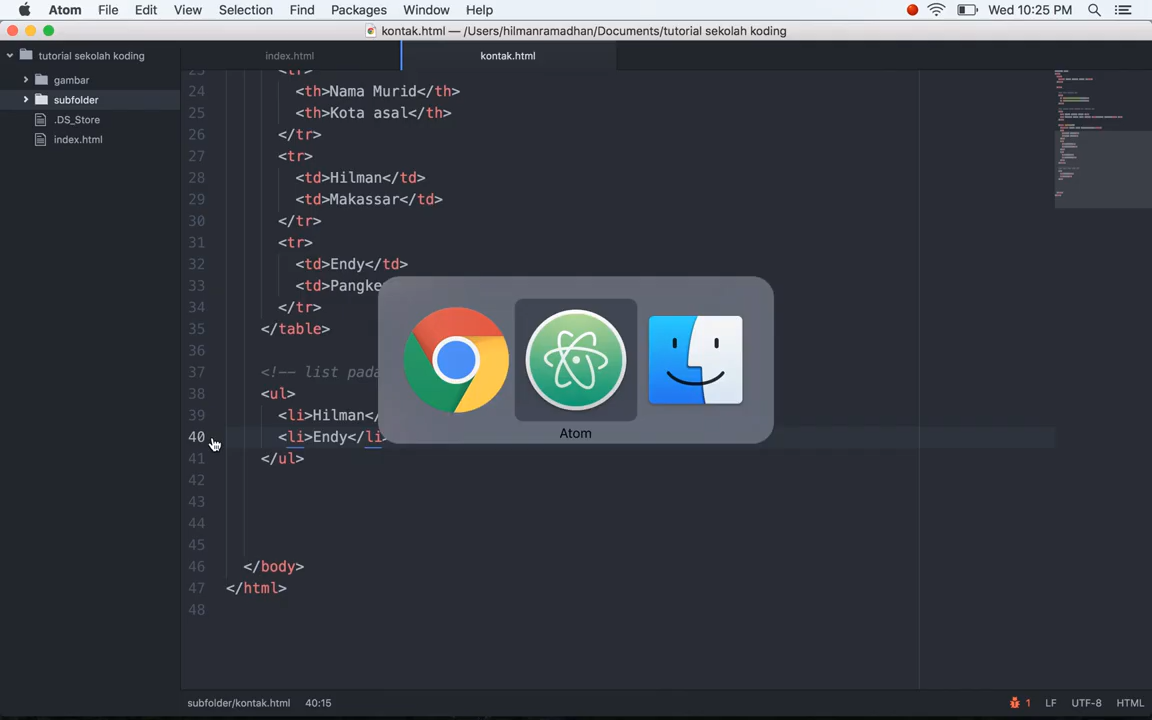 Atom File Edit View Selection Find Packages Window Help Wed 10:25 PM
kontak.html — /Users/hilmanramadhan/Documents/tutorial sekolah koding
tutorial sekolah koding
gambar
subfolder
.DS_Store
index.html
index.html kontak.html
24 <th>Nama Murid</th>
25 <th>Kota asal</th>
26 </tr>
27 <tr>
28 <td>Hilman</td>
29 <td>Makassar</td>
30 </tr>
31 <tr>
32 <td>Endy</td>
33 <td>Pangke
34 </tr>
35 </table>
36
37 <!-- list pada
38 <ul>
39 <li>Hilman</
40 <li>Endy</li>
41 </ul>
42
43
44
45
46 </body>
47 </html>
48
Atom
subfolder/kontak.html 40:15 1 LF UTF-8 HTML